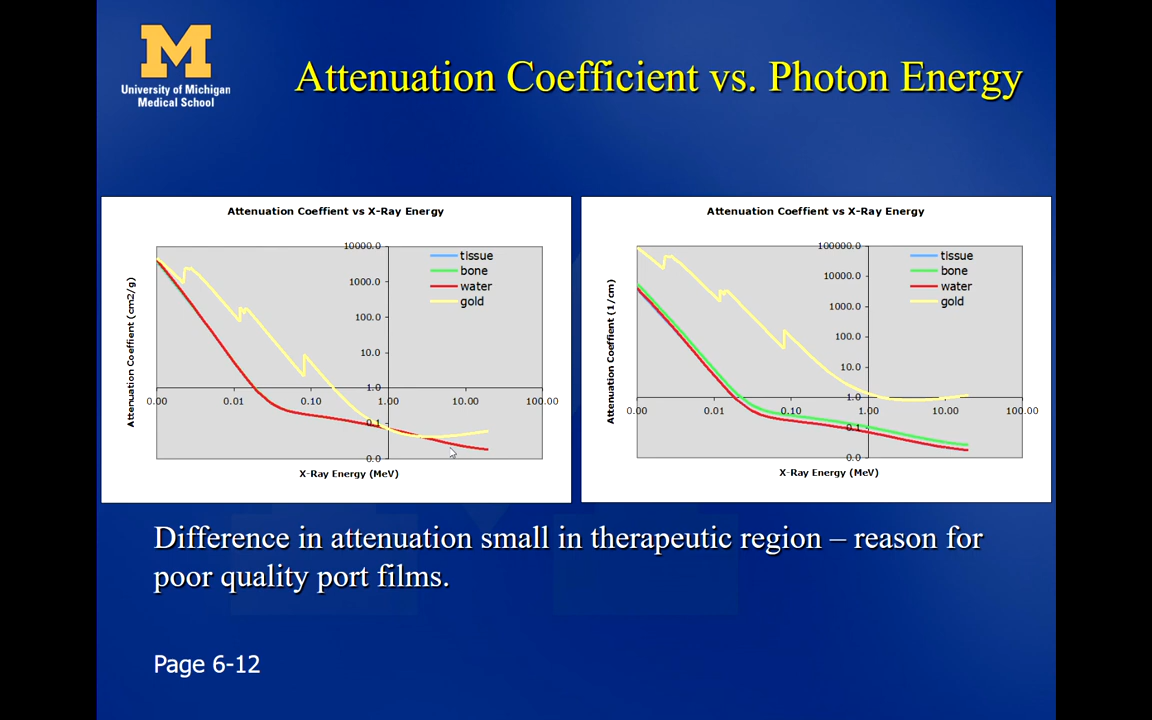 University of Michigan
Medical School
Attenuation Coefficient vs. Photon Energy
Attenuation Coeffient vs X-Ray Energy
10000.0
1000.0
100.0
10.0
1.0
0.1
0.0
0.00 0.01 0.10 1.00 10.00 100.00
tissue
bone
water
gold
Attenuation Coeffient (cm2/g)
X-Ray Energy (MeV)
Attenuation Coeffient vs X-Ray Energy
100000.0
10000.0
1000.0
100.0
10.0
1.0
0.1
0.0
0.00 0.01 0.10 1.00 10.00 100.00
tissue
bone
water
gold
Attenuation Coeffient (1/cm)
X-Ray Energy (MeV)
Difference in attenuation small in therapeutic region – reason for
poor quality port films.
Page 6-12